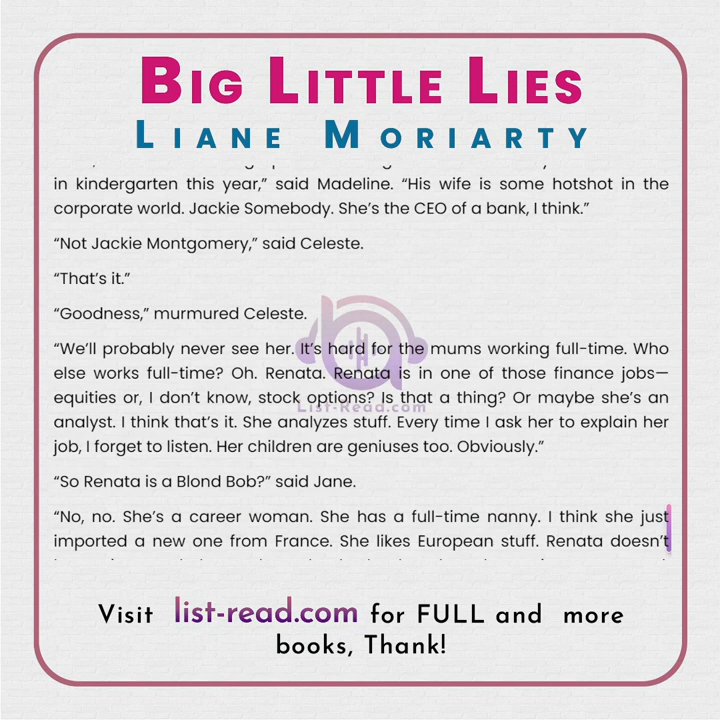 BIG LITTLE LIES
LIANE MORIARTY
in kindergarten this year,” said Madeline. “His wife is some hotshot in the
corporate world. Jackie Somebody. She’s the CEO of a bank, I think.”
“Not Jackie Montgomery,” said Celeste.
“That’s it.”
“Goodness,” murmured Celeste.
“We’ll probably never see her. It’s hard for the mums working full-time. Who
else works full-time? Oh. Renata. Renata is in one of those finance jobs—
equities or, I don’t know, stock options? Is that a thing? Or maybe she’s an
List-Read.com
analyst. I think that’s it. She analyzes stuff. Every time I ask her to explain her
job, I forget to listen. Her children are geniuses too. Obviously.”
“So Renata is a Blond Bob?” said Jane.
“No, no. She’s a career woman. She has a full-time nanny. I think she just
imported a new one from France. She likes European stuff. Renata doesn’t
Visit list-read.com for FULL and more
books, Thank!